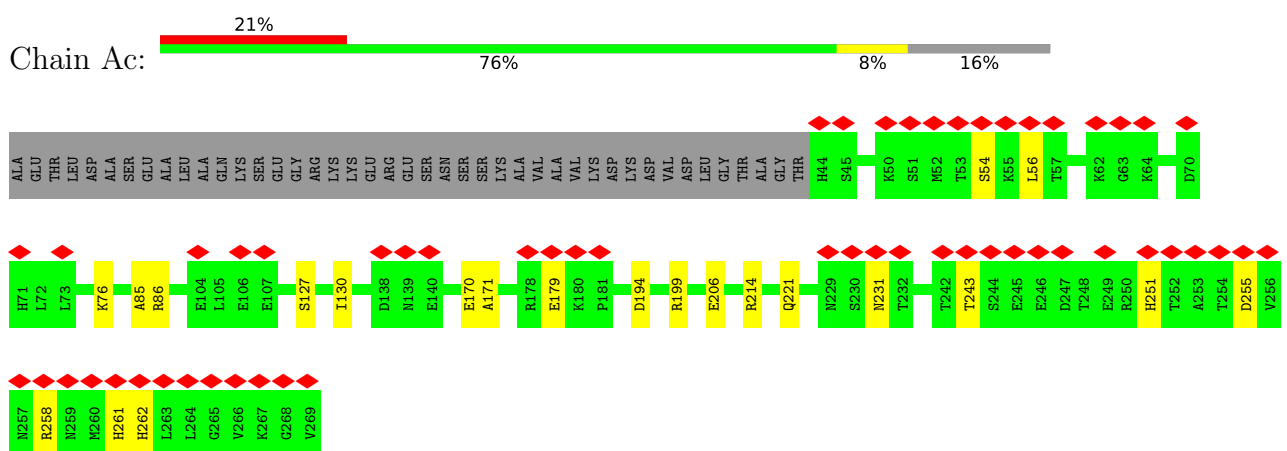 21%
Chain Ac:
76% 8% 16%
ALA GLU THR LEU ASP ALA SER GLU ALA LEU ALA GLN LYS SER GLU GLY ARG LYS LYS GLU ARG GLU SER ASN SER SER LYS ALA VAL ALA VAL LYS ASP LYS ASP VAL ASP LEU GLY THR ALA GLY THR H44 S45 K50 S51 M52 T53 S54 K55 L56 T57 K62 G63 K64 D70
H71 L72 L73 K76 A85 R86 E104 L105 E106 E107 S127 I130 D138 N139 E140 E170 A171 R178 E179 K180 P181 D194 R199 E206 R214 Q221 N229 S230 N231 T232 T242 T243 S244 E245 E246 D247 T248 E249 R250 H251 T252 A253 T254 D255 V256
N257 R258 N259 M260 H261 H262 L263 L264 G265 V266 K267 G268 V269